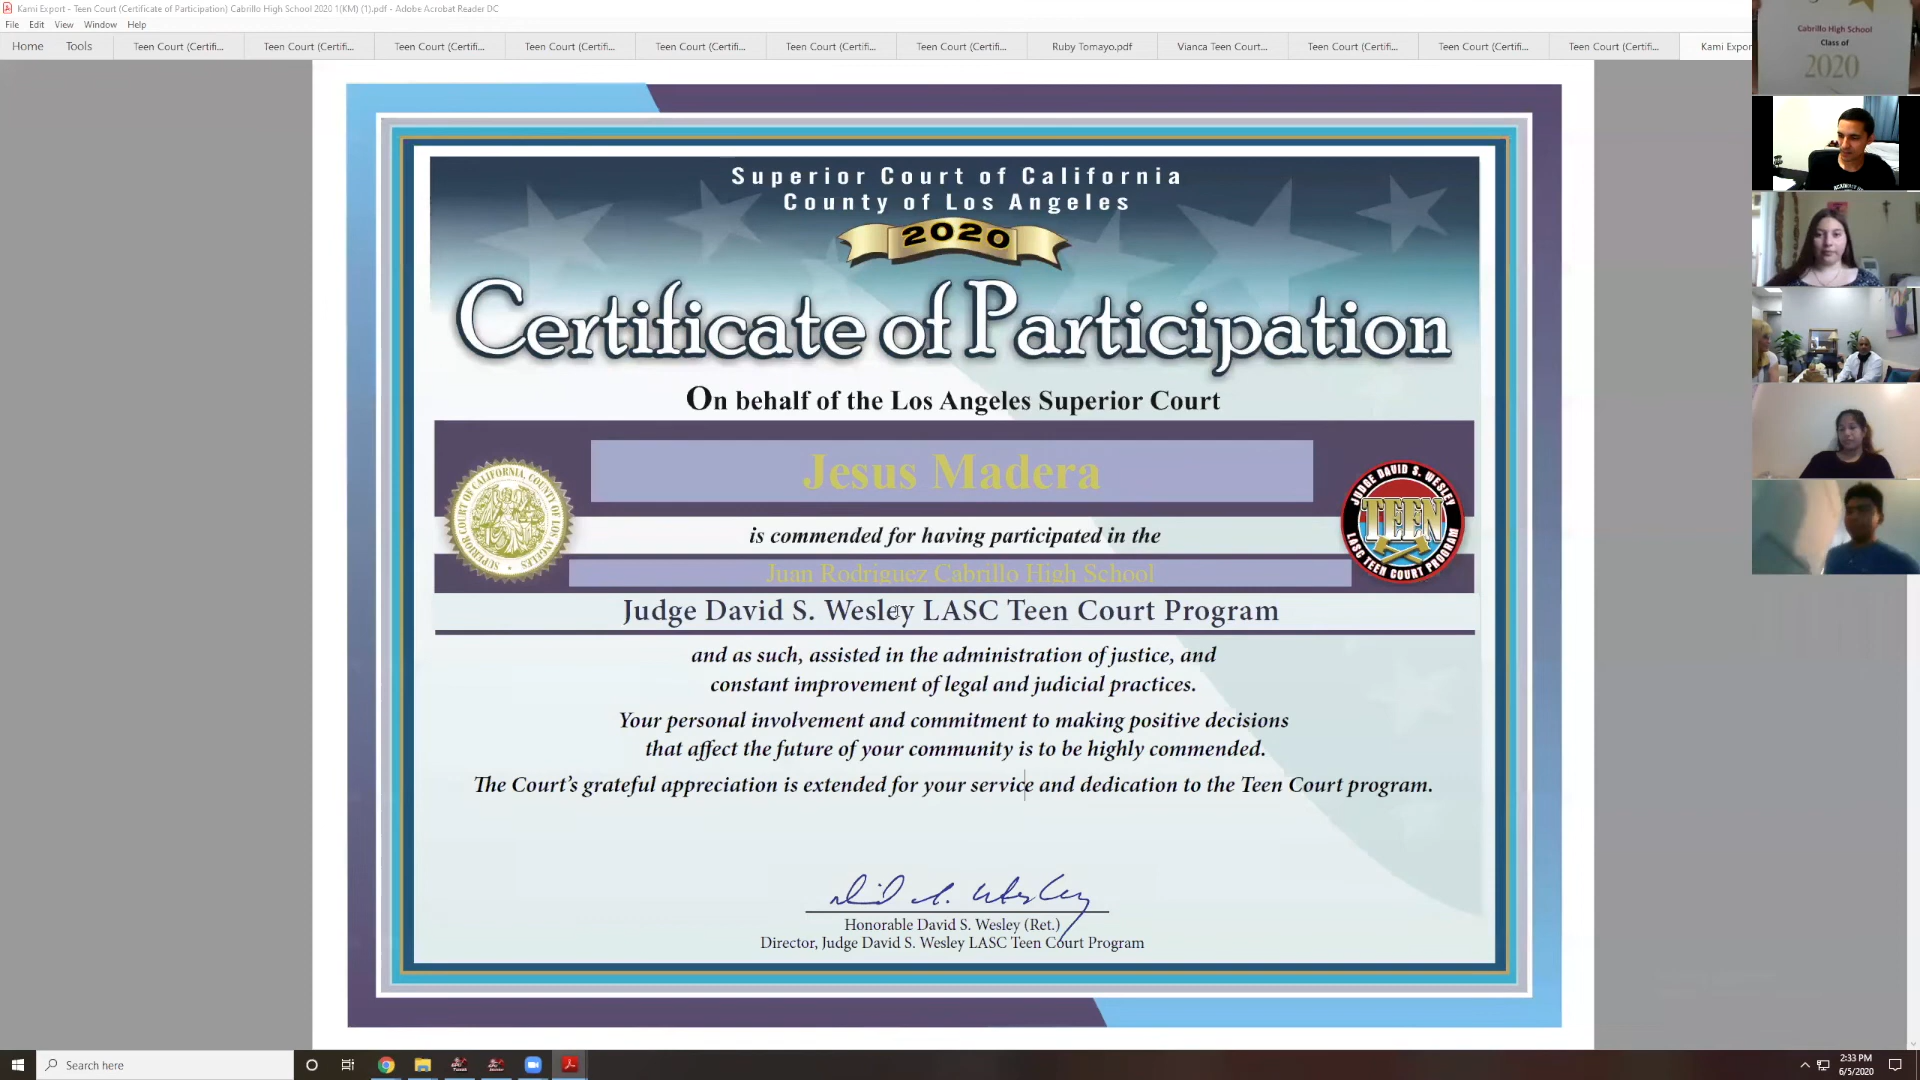 Kami Export - Teen Court (Certificate of Participation) Cabrillo High School 2020 1(KM) (1).pdf - Adobe Acrobat Reader DC
File Edit View Window Help
Home Tools Teen Court (Certifi... Teen Court (Certifi... Teen Court (Certifi... Teen Court (Certifi... Teen Court (Certifi... Teen Court (Certifi... Teen Court (Certifi... Ruby Tomayo.pdf Vianca Teen Court... Teen Court (Certifi... Teen Court (Certifi... Teen Court (Certifi... Kami Expor
Cabrillo High School
Class of
2020
Superior Court of California
County of Los Angeles
2020
Certificate of Participation
On behalf of the Los Angeles Superior Court
Jesus Madera
SUPERIOR COURT OF CALIFORNIA, COUNTY OF LOS ANGELES
JUDGE DAVID S. WESLEY
TEEN
LASC TEEN COURT PROGRAM
is commended for having participated in the
Juan Rodriguez Cabrillo High School
Judge David S. Wesley LASC Teen Court Program
and as such, assisted in the administration of justice, and
constant improvement of legal and judicial practices.
Your personal involvement and commitment to making positive decisions
that affect the future of your community is to be highly commended.
The Court's grateful appreciation is extended for your service and dedication to the Teen Court program.
David S. Wesley
Honorable David S. Wesley (Ret.)
Director, Judge David S. Wesley LASC Teen Court Program
Search here
2:33 PM
6/5/2020